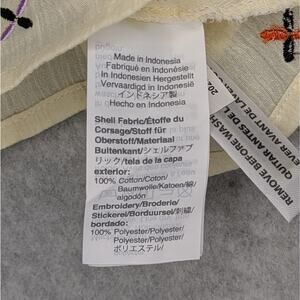 Made in Indonesia
Fabriqué en Indonésie
In Indonesien Hergestellt
Vervaardigd in Indonesië
インドネシア製
Hecho en Indonesia
Shell Fabric/Étoffe du
Corsage/Stoff für
Oberstoff/Materiaal
Buitenkant/シェルファブ
リック/tela de la capa
exterior:
100% Cotton/Coton/
Baumwolle/Katoen/綿/
algodón
Embroidery/Broderie/
Stickerei/Borduursel/刺繍/
bordado:
100% Polyester/Polyester/
Polyester/Polyester/
ポリエステル/
REMOVE BEFORE WASH
QUITAR ANTES DEL